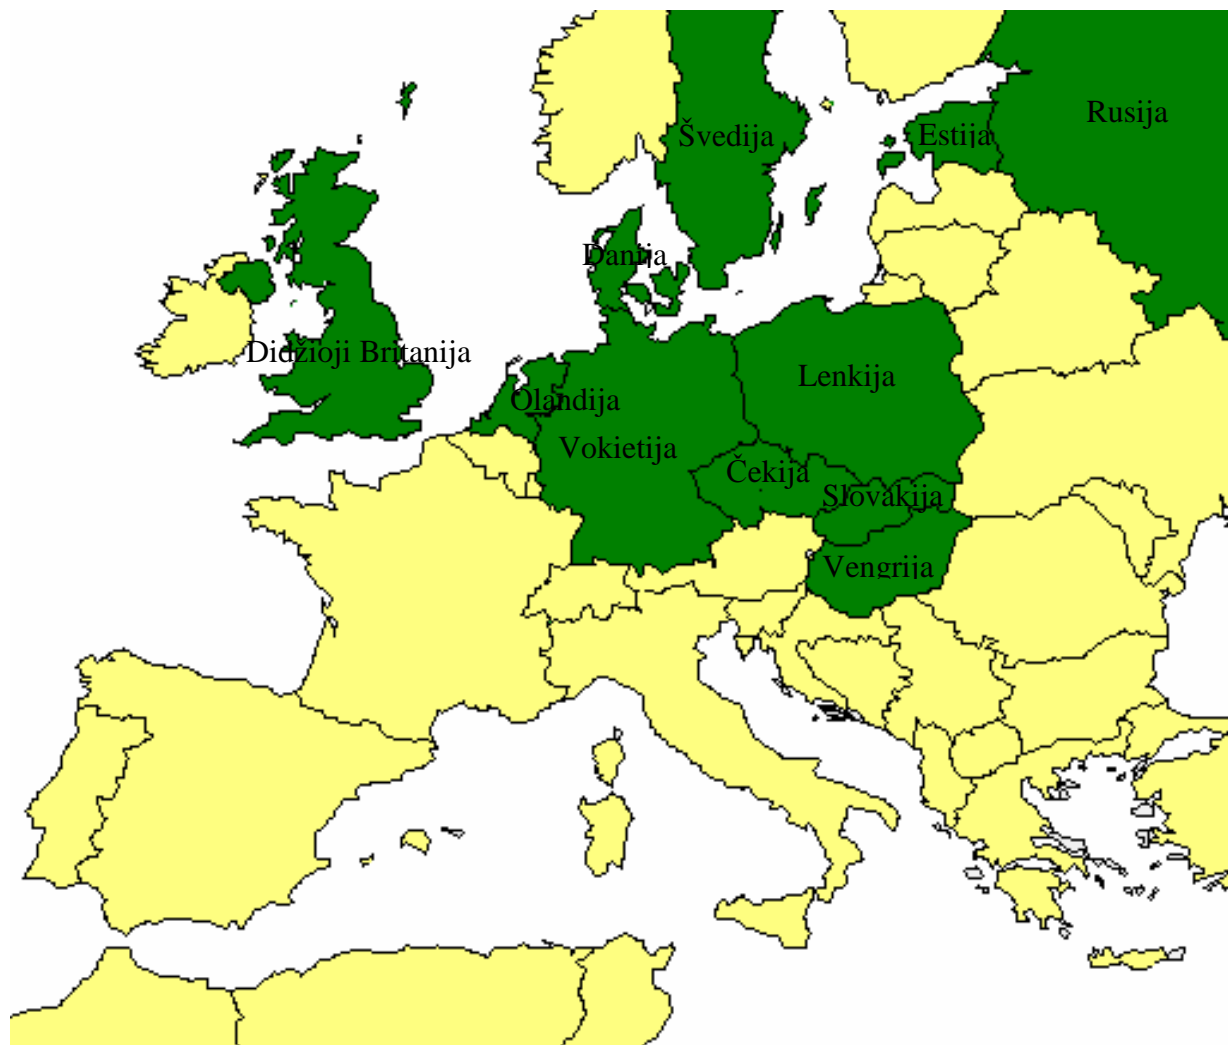 Rusija
Švedija
Estija
Danija
Didžioji Britanija
Lenkija
Olandija
Vokietija
Čekija
Slovakija
Vengrija